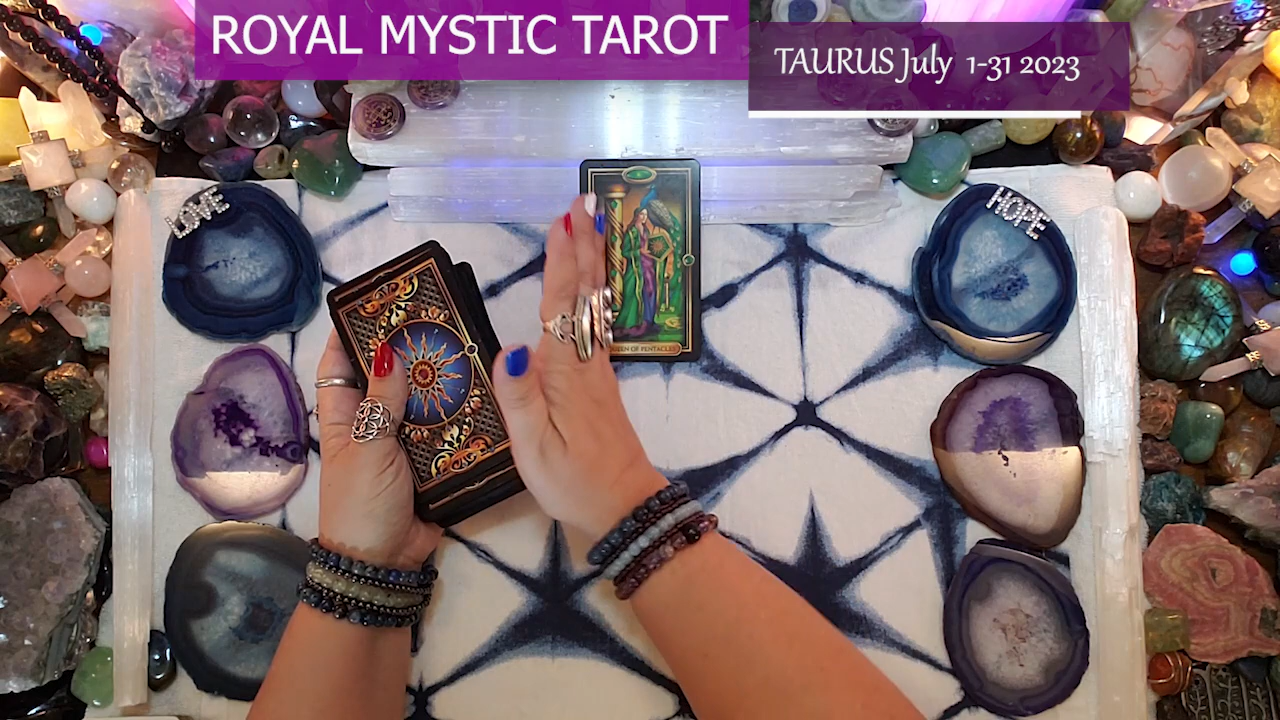 ROYAL MYSTIC TAROT
TAURUS July 1-31 2023
LOVE
HOPE
QUEEN OF PENTACLES